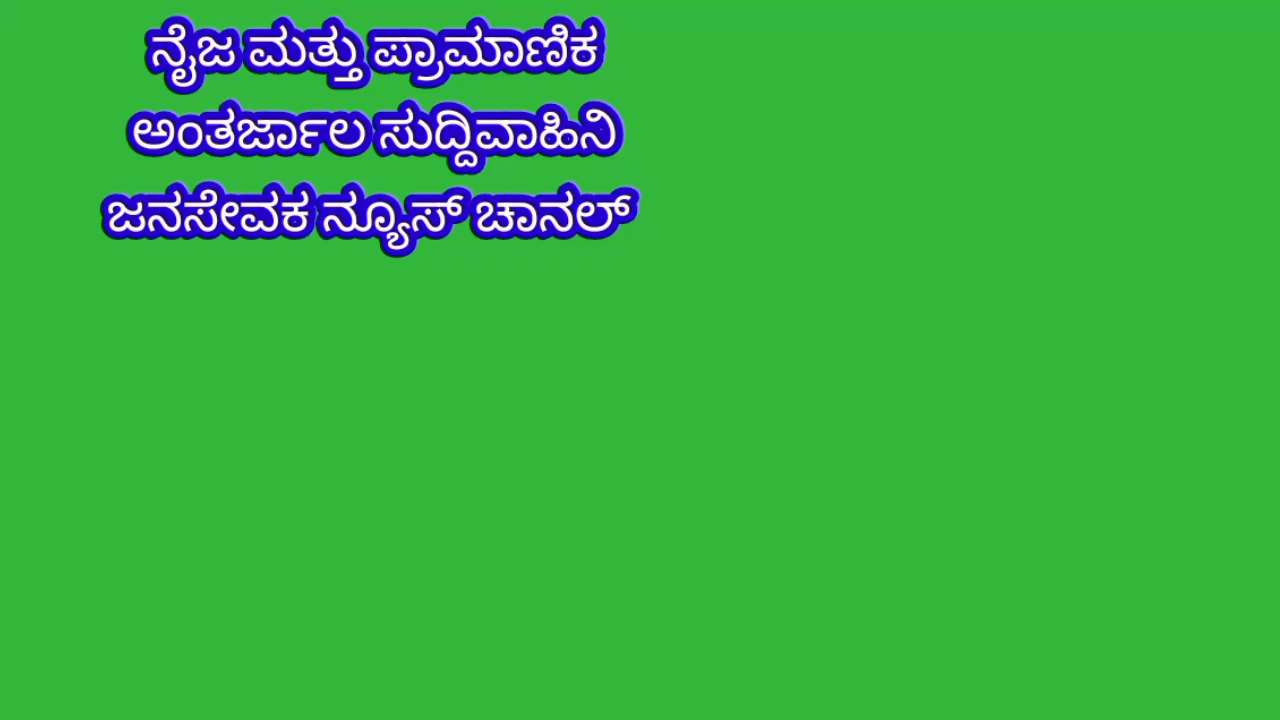 ನೈಜ ಮತ್ತು ಪ್ರಾಮಾಣಿಕ
ಅಂತರ್ಜಾಲ ಸುದ್ದಿವಾಹಿನಿ
ಜನಸೇವಕ ನ್ಯೂಸ್ ಚಾನಲ್